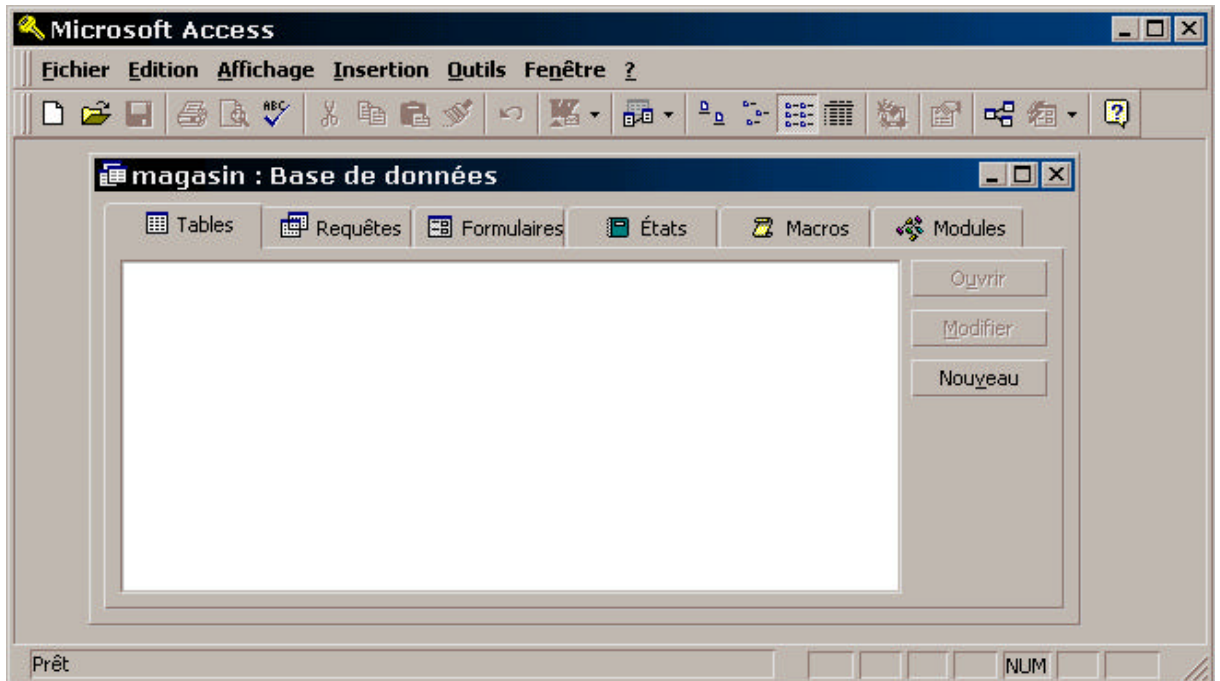 Microsoft Access
Fichier Edition Affichage Insertion Outils Fenêtre ?
ABC
magasin : Base de données
Tables Requêtes Formulaires États Macros Modules
Ouvrir
Modifier
Nouveau
Prêt NUM